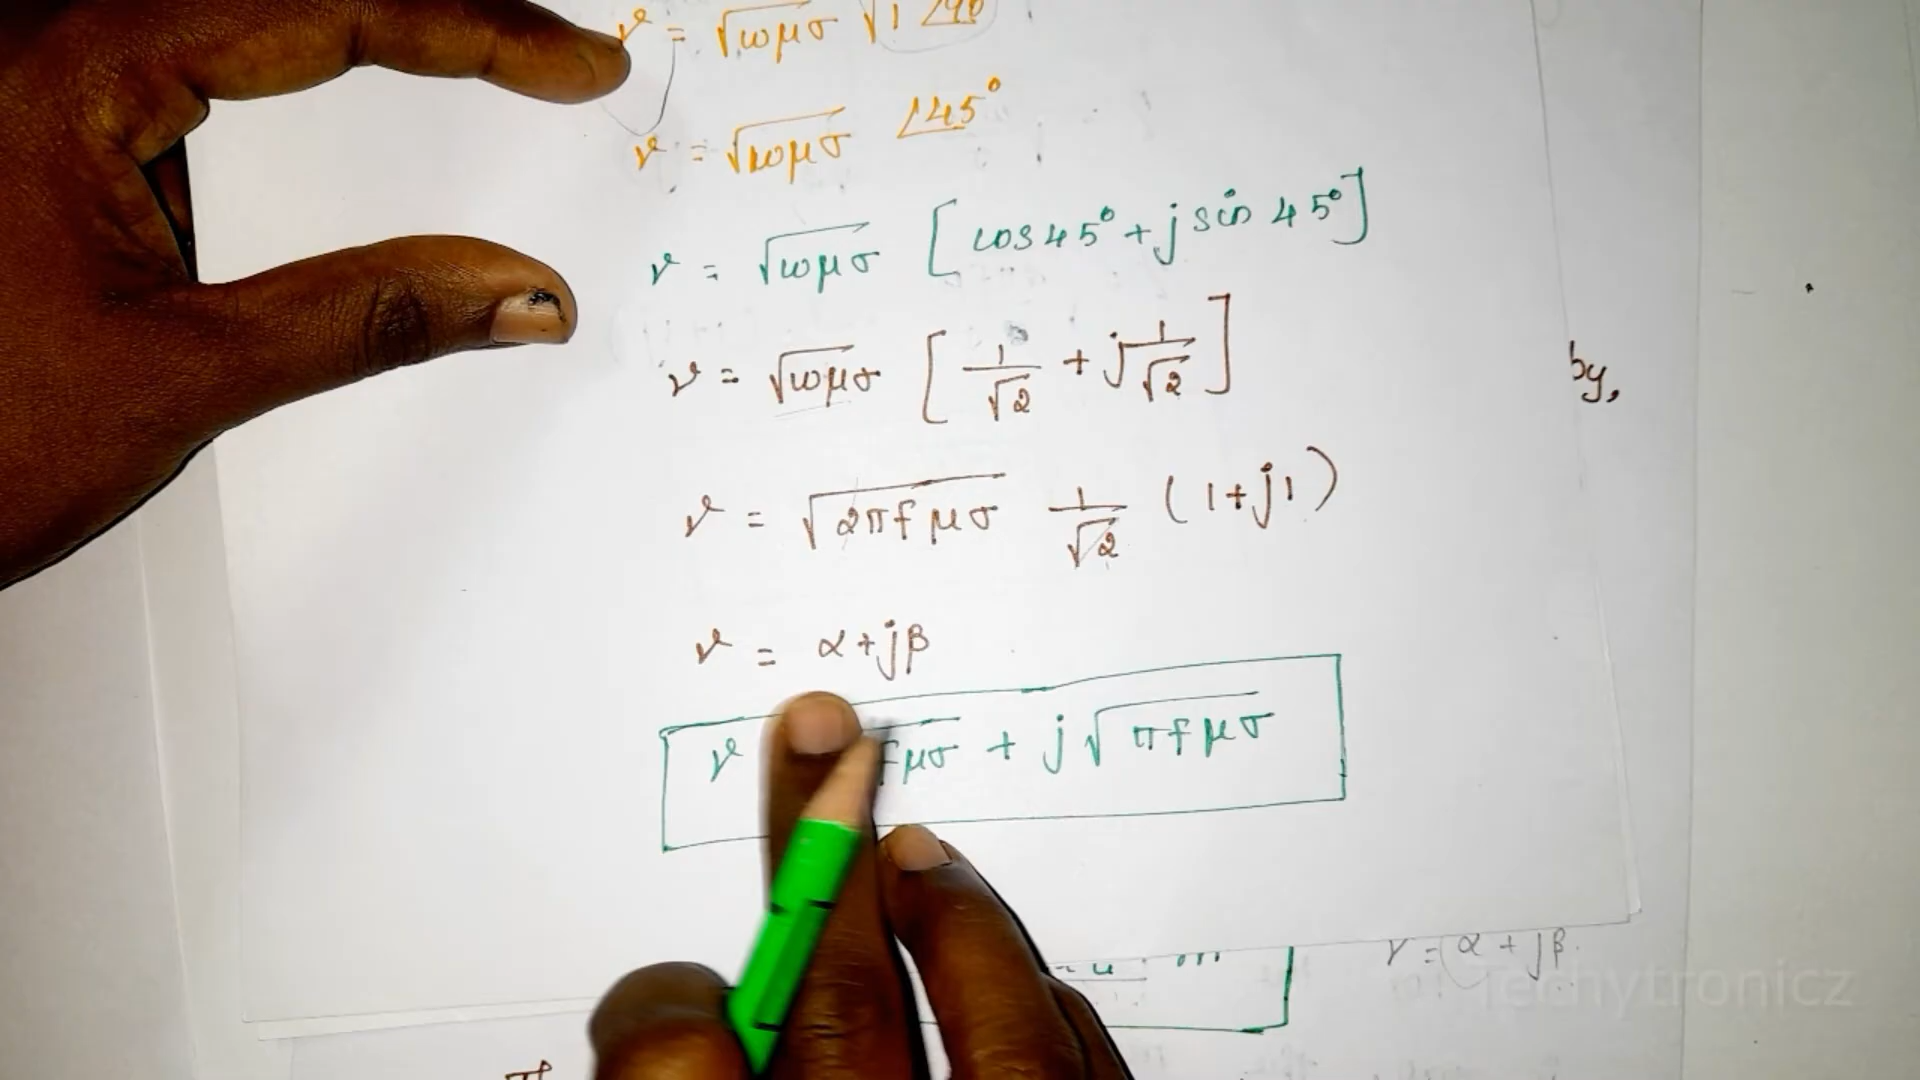 γ = √ωμσ √1∠90
γ = √ωμσ ∠45°
γ = √ωμσ [cos45° + j sin 45°]
γ = √ωμσ [1/√2 + j 1/√2]
by,
γ = √2πfμσ 1/√2 (1+j1)
γ = α+jβ
γ fμσ + j√πfμσ
γ = α + jβ.
Techytronicz